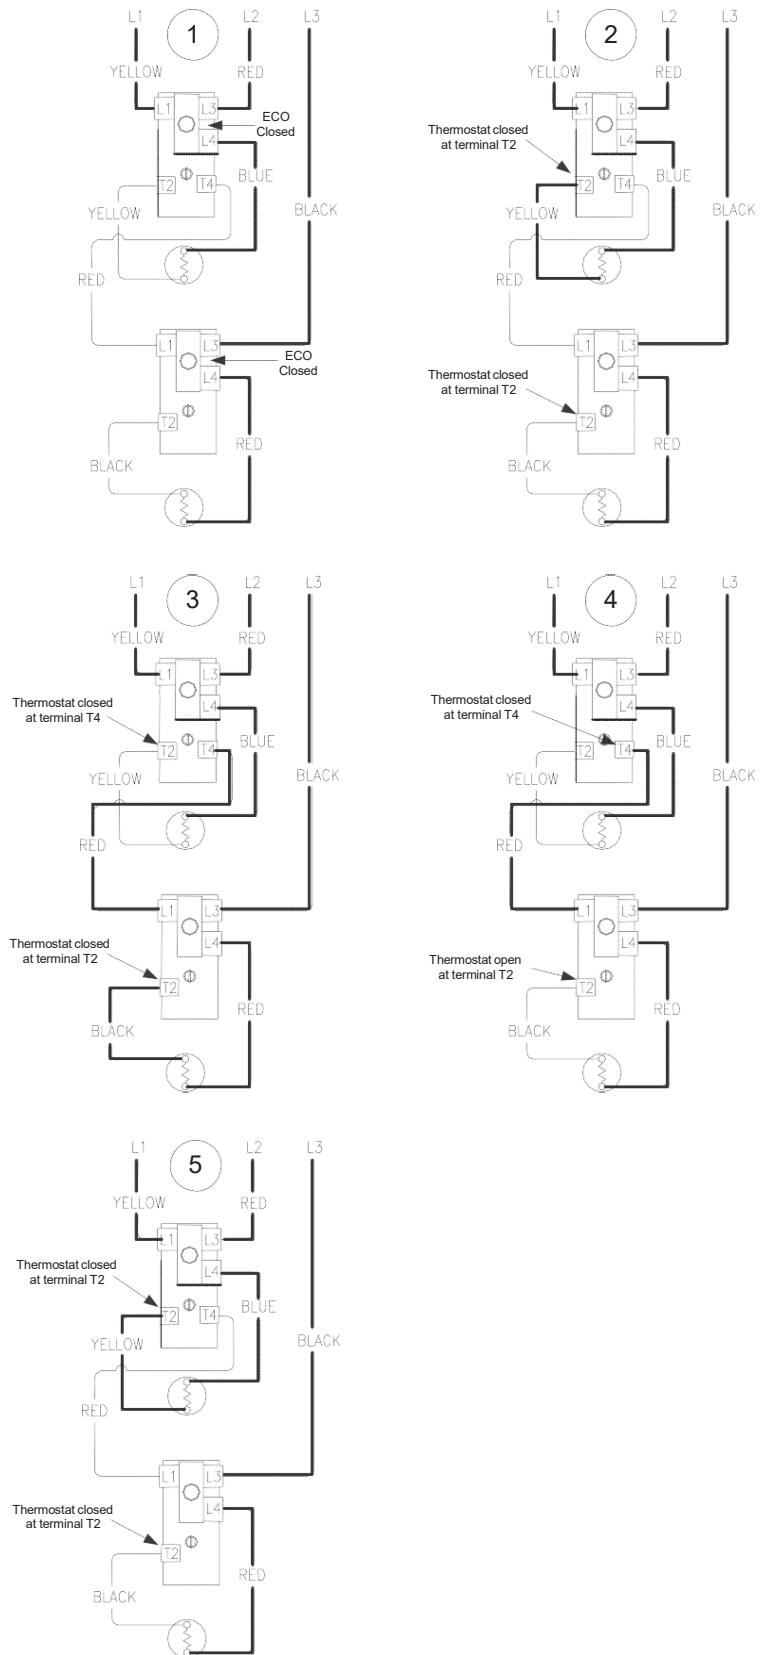 L1
1
L2
L3
YELLOW
RED
L1
L3
ECO
Closed
L4
T2
T4
BLUE
YELLOW
BLACK
RED
L1
L3
ECO
Closed
L4
T2
RED
BLACK
L1
2
L2
L3
YELLOW
RED
L1
L3
Thermostat closed
at terminal T2
L4
T2
T4
BLUE
YELLOW
BLACK
RED
L1
L3
Thermostat closed
at terminal T2
L4
T2
RED
BLACK
L1
3
L2
L3
YELLOW
RED
L1
L3
Thermostat closed
at terminal T4
L4
T2
T4
BLUE
YELLOW
BLACK
RED
L1
L3
Thermostat closed
at terminal T2
L4
T2
RED
BLACK
L1
4
L2
L3
YELLOW
RED
L1
L3
Thermostat closed
at terminal T4
L4
T2
T4
BLUE
YELLOW
BLACK
RED
L1
L3
Thermostat open
at terminal T2
L4
T2
RED
BLACK
L1
5
L2
L3
YELLOW
RED
L1
L3
Thermostat closed
at terminal T2
L4
T2
T4
BLUE
YELLOW
BLACK
RED
L1
L3
Thermostat closed
at terminal T2
L4
T2
RED
BLACK